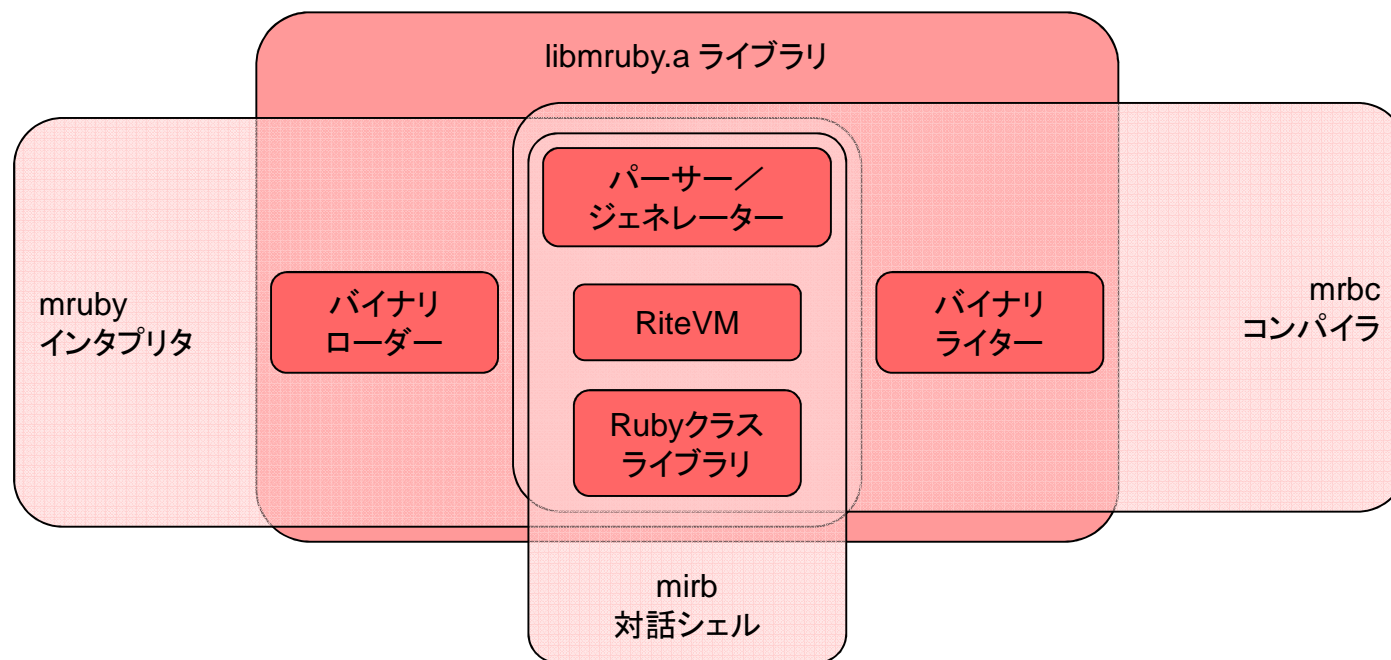 libmruby.a ライブラリ
パーサー／
ジェネレーター
mruby
インタプリタ
バイナリ
ローダー
RiteVM
バイナリ
ライター
mrbc
コンパイラ
Rubyクラス
ライブラリ
mirb
対話シェル